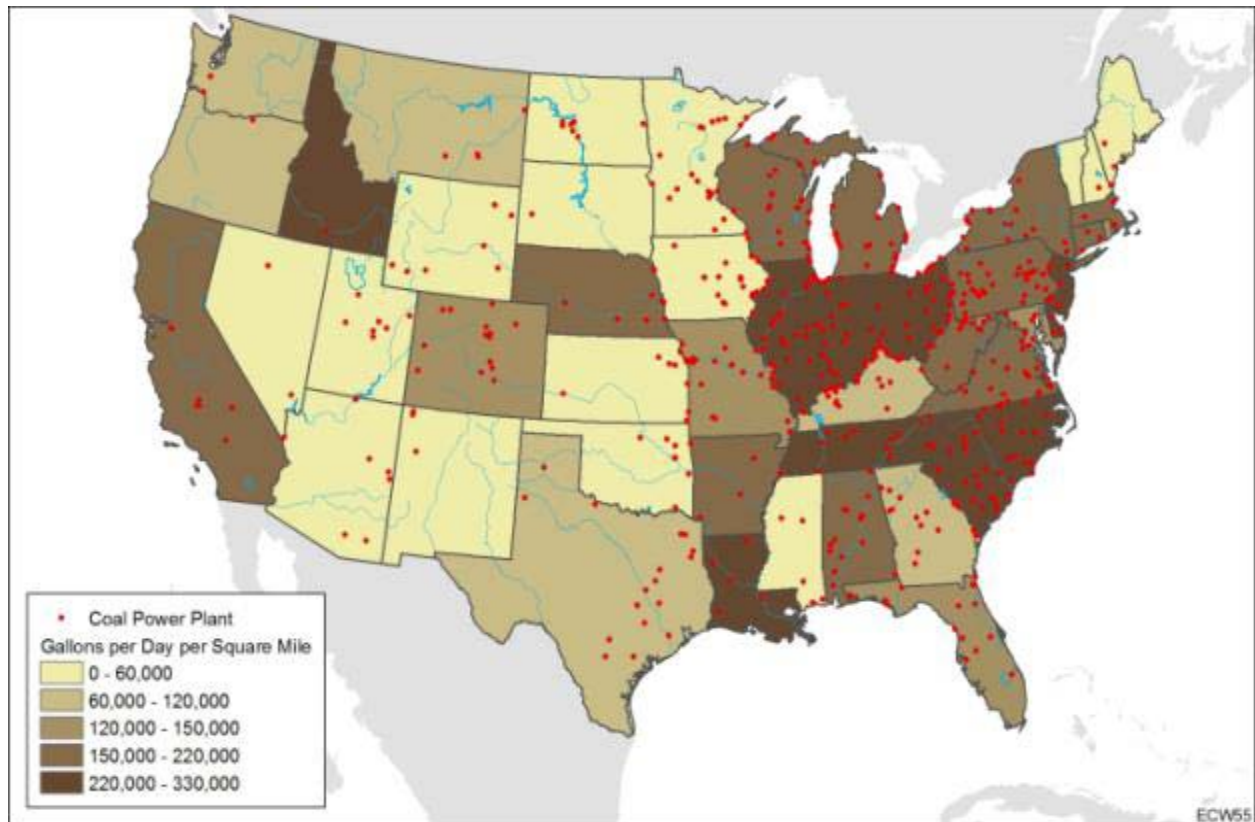 Coal Power Plant
Gallons per Day per Square Mile
0 - 60,000
60,000 - 120,000
120,000 - 150,000
150,000 - 220,000
220,000 - 330,000
ECW55